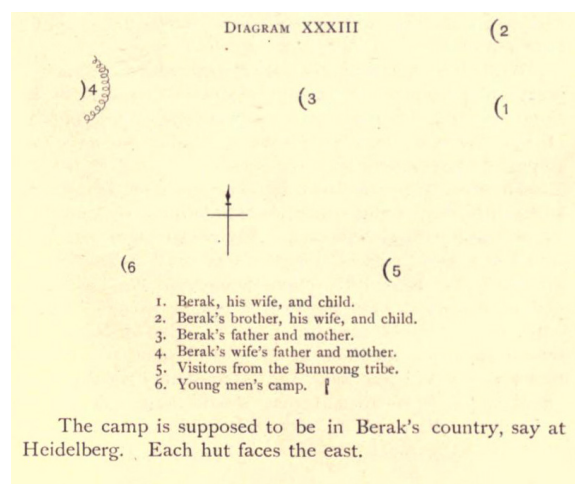 DIAGRAM XXXIII
(2
)4
(3
(1
(6
(5
1. Berak, his wife, and child.
2. Berak's brother, his wife, and child.
3. Berak's father and mother.
4. Berak's wife's father and mother.
5. Visitors from the Bunurong tribe.
6. Young men's camp.
The camp is supposed to be in Berak's country, say at
Heidelberg. Each hut faces the east.